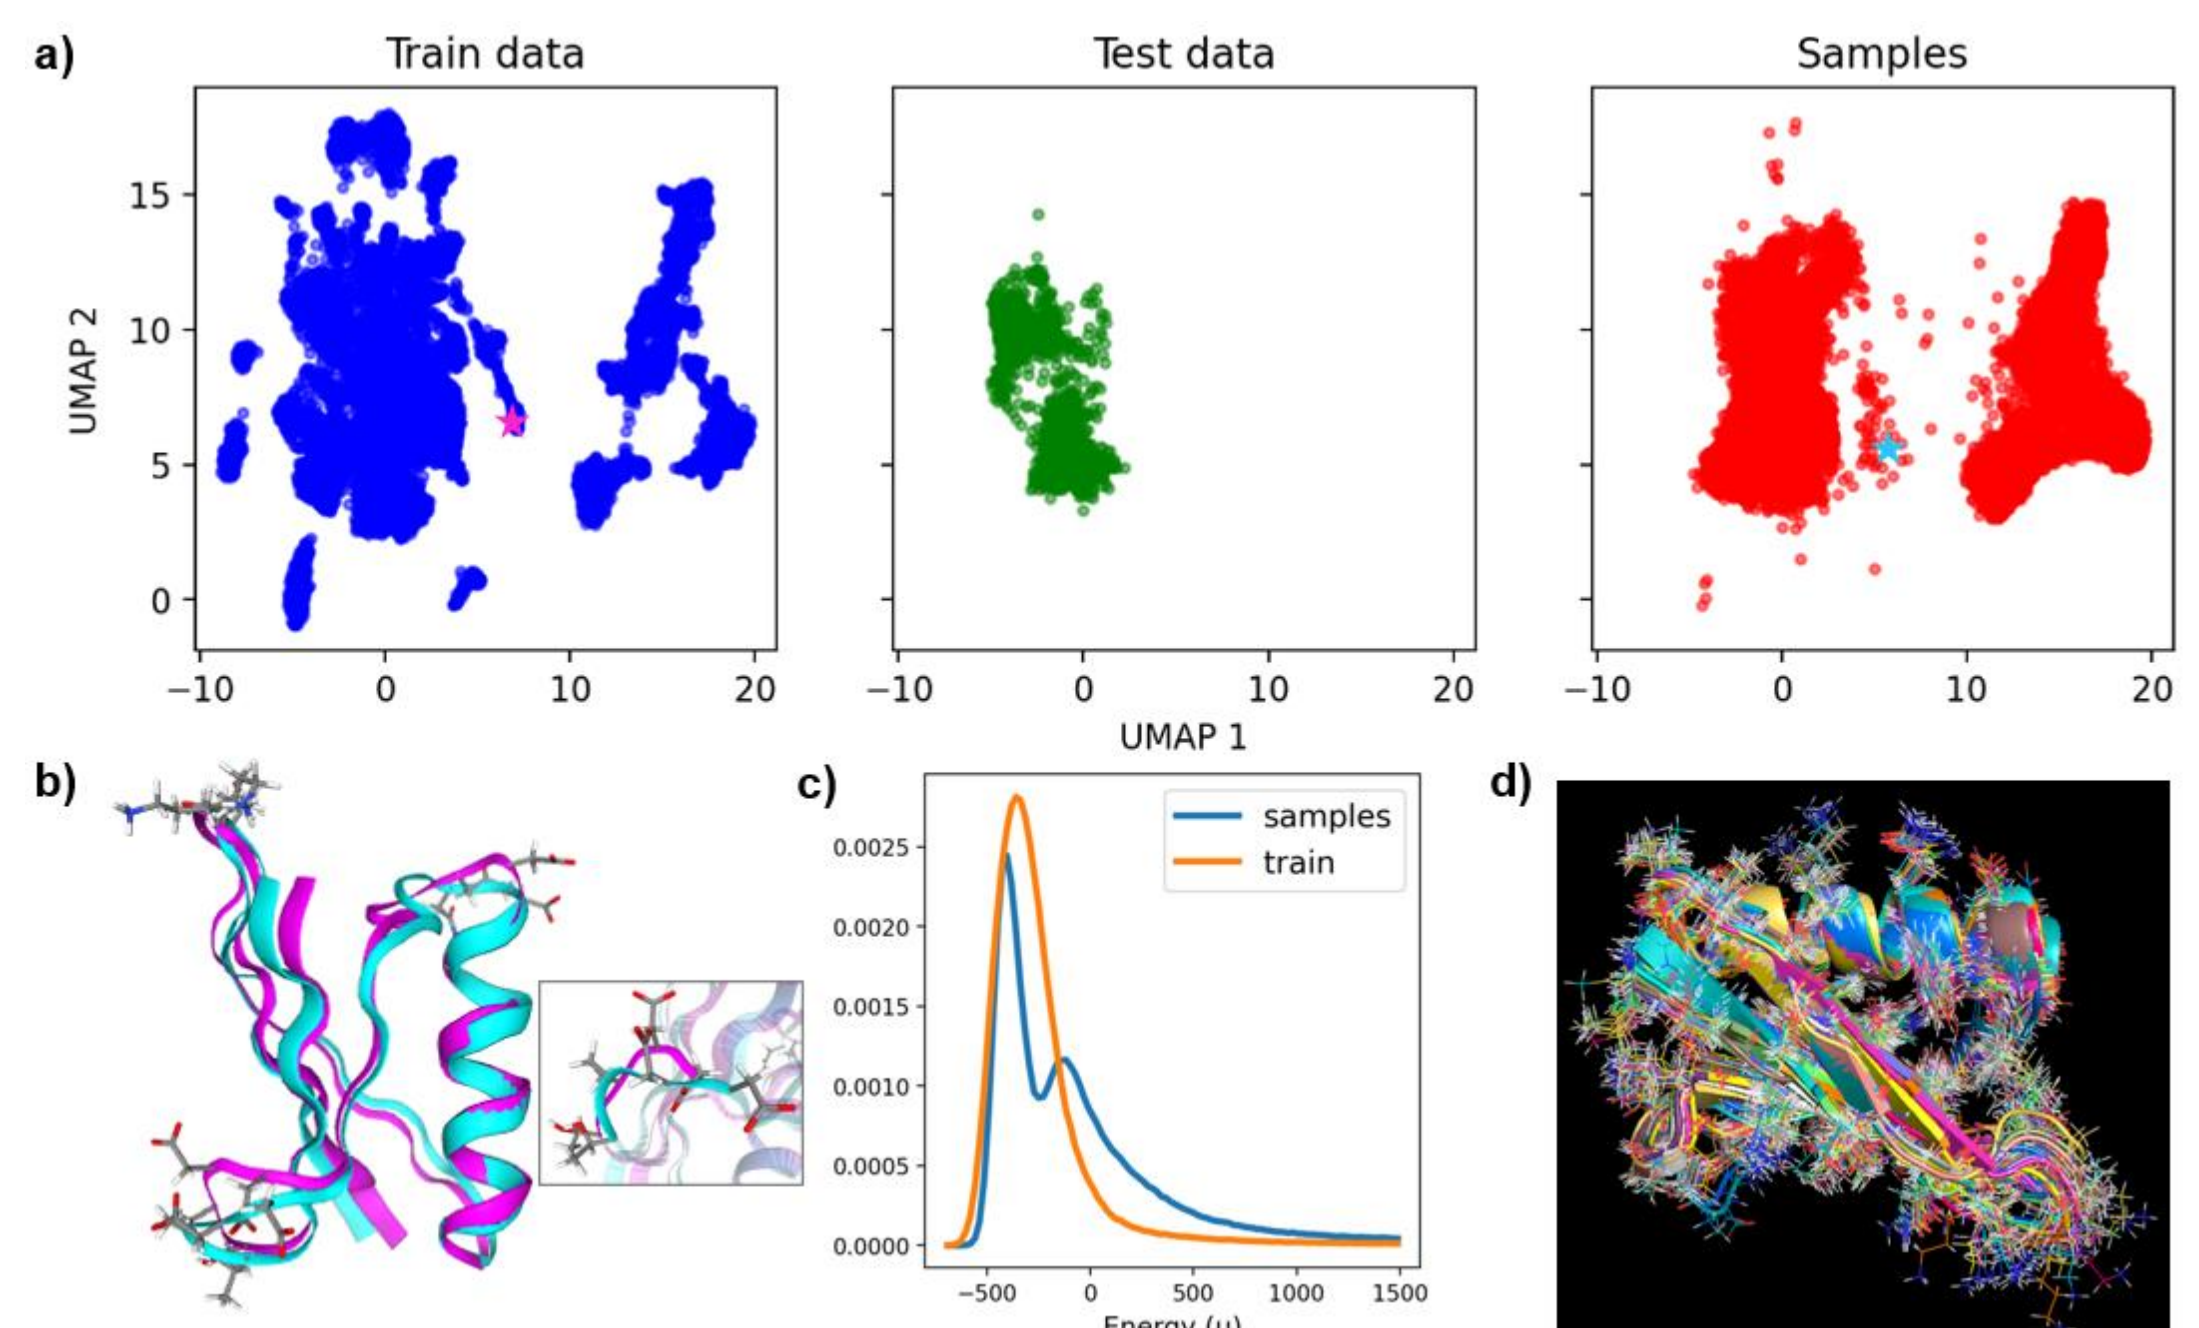 a)
Train data
Test data
Samples
UMAP 2
15
10
5
0
−10 0 10 20
−10 0 10 20
−10 0 10 20
UMAP 1
b)
c)
d)
samples
train
0.0025
0.0020
0.0015
0.0010
0.0005
0.0000
−500 0 500 1000 1500
Energy (u)